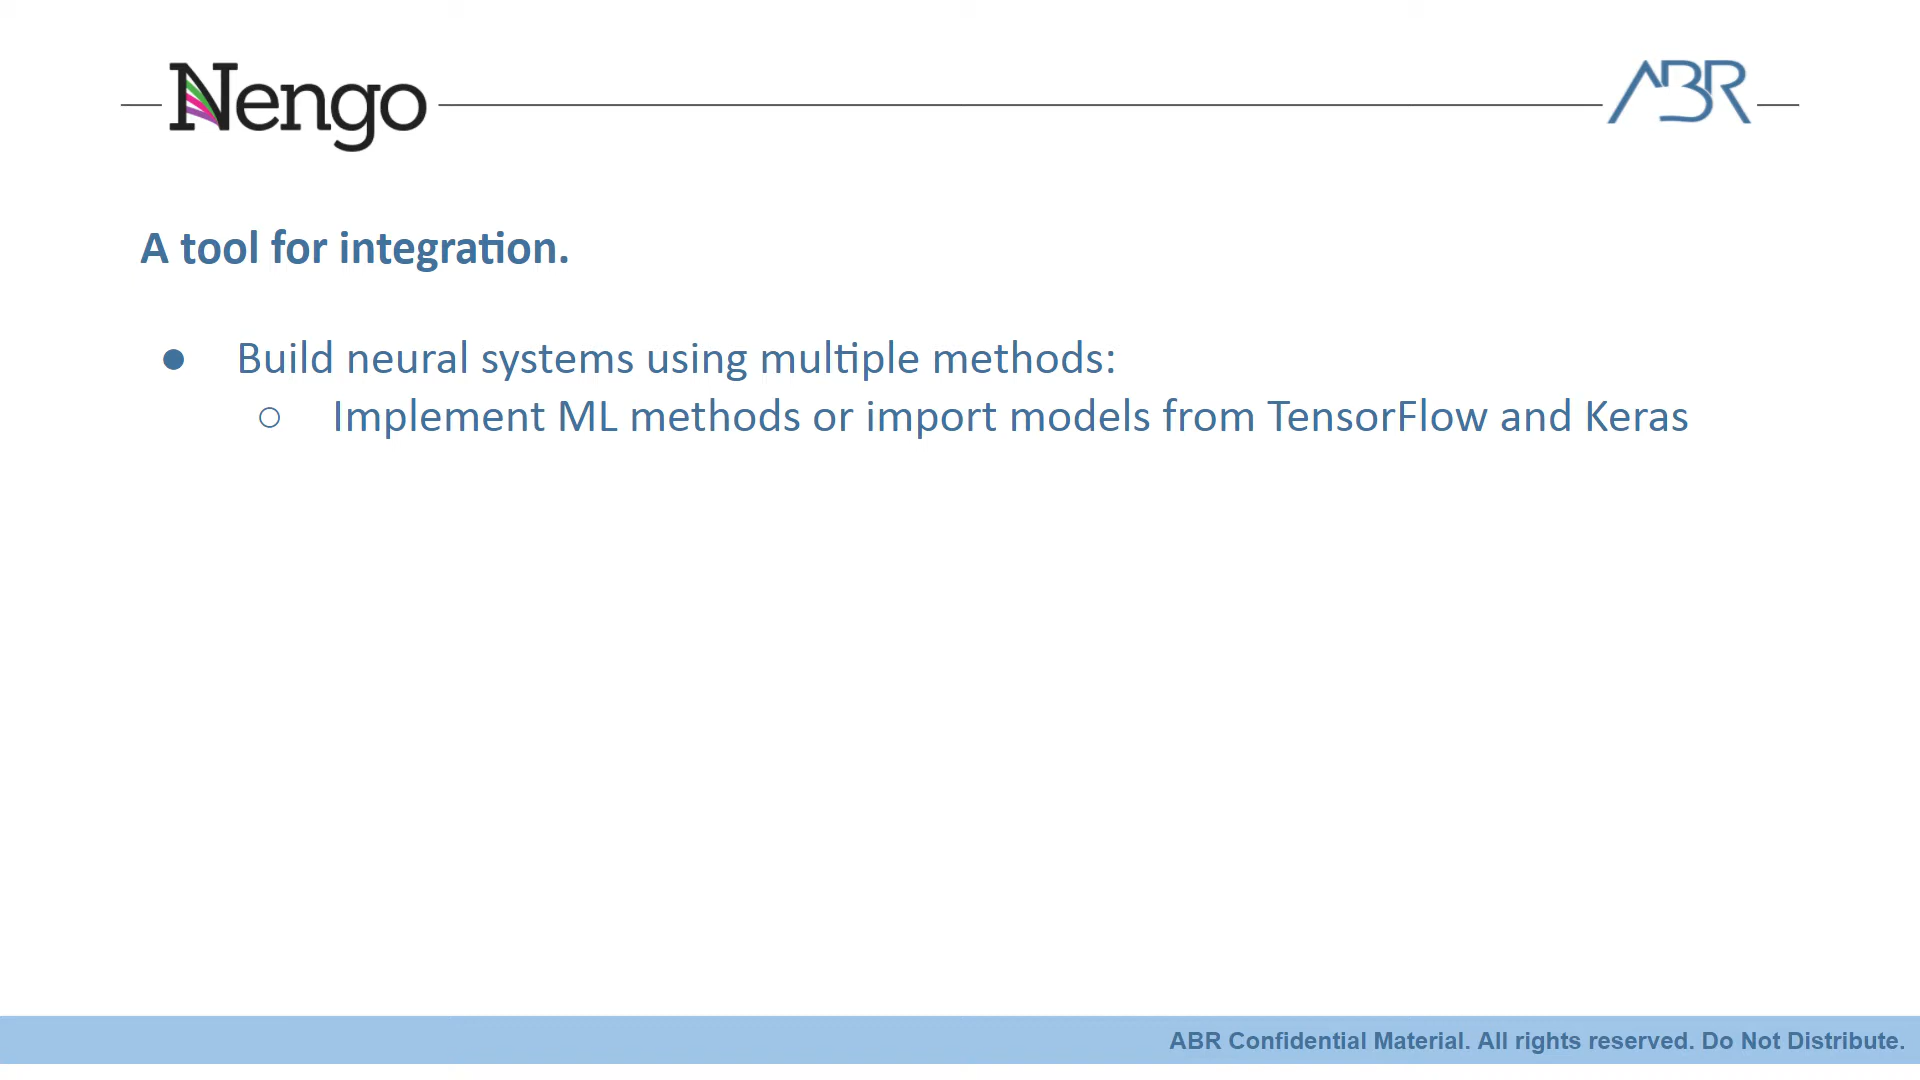 Nengo
ABR
A tool for integration.
● Build neural systems using multiple methods:
○ Implement ML methods or import models from TensorFlow and Keras
ABR Confidential Material. All rights reserved. Do Not Distribute.